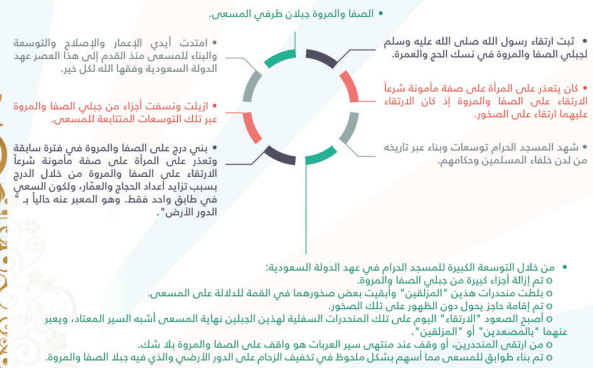 • الصفا والمروة جبلان طرفي المسعى.
• ثبت ارتقاء رسول الله صلى الله عليه وسلم
لجبلي الصفا والمروة في نسك الحج والعمرة.
• كان يتعذر على المرأة على صفة مأمونة شرعاً
الارتقاء على الصفا والمروة إذ كان الارتقاء
عليهما ارتقاء على الصخور.
• شهد المسجد الحرام توسعات وبناء عبر تاريخه
من لدن خلفاء المسلمين وحكامهم.
• امتدت أيدي الإعمار والإصلاح والتوسعة
والبناء للمسعى منذ القدم إلى هذا العصر عهد
الدولة السعودية وفقها الله لكل خير.
• ازيلت ونسفت أجزاء من جبلي الصفا والمروة
عبر تلك التوسعات المتتابعة للمسعى.
• بني درج على الصفا والمروة في فترة سابقة
وتعذر على المرأة على صفة مأمونة شرعاً
الارتقاء على الصفا والمروة من خلال الدرج
بسبب تزايد أعداد الحجاج والعمّار، ولكون السعي
في طابق واحد فقط. وهو المعبر عنه حالياً بـ "
الدور الأرض".
• من خلال التوسعة الكبيرة للمسجد الحرام في عهد الدولة السعودية:
o تم إزالة أجزاء كبيرة من جبلي الصفا والمروة.
o بلطت منحدرات هذين "المزلقين" وأبقيت بعض صخورهما في القمة للدلالة على المسعى.
o تم إقامة حاجز يحول دون الظهور على تلك الصخور.
o أصبح الصعود "الارتقاء" اليوم على تلك المنحدرات السفلية لهذين الجبلين نهاية المسعى أشبه السير المعتاد، ويعبر
عنهما "بالمصعدين" أو "المزلقين".
o من ارتقى المنحدرين، أو وقف عند منتهى سير العربات هو واقف على الصفا والمروة بلا شك.
o تم بناء طوابق للمسعى مما أسهم بشكل ملحوظ في تخفيف الزحام على الدور الأرضي والذي فيه جبلا الصفا والمروة.